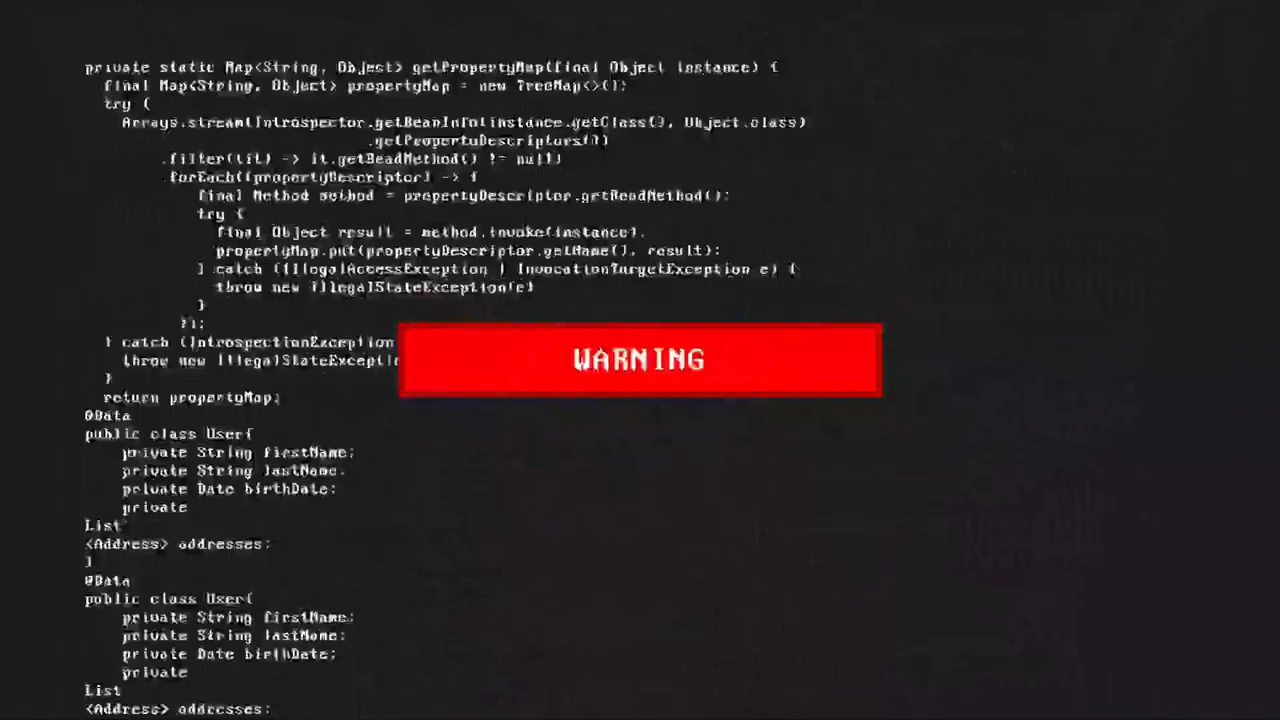 private static Map<String, Object> getPropertyMap(final Object instance) {
final Map<String, Object> propertyMap = new TreeMap<>();
try {
Arrays.stream(Introspector.getBeanInfo(instance.getClass(), Object.class)
.getPropertyDescriptors())
.filter((it) -> it.getReadMethod() != null)
.forEach((propertyDescriptor) -> {
final Method method = propertyDescriptor.getReadMethod();
try {
final Object result = method.invoke(instance).
propertyMap.put(propertyDescriptor.getName(), result);
} catch (IllegalAccessException | InvocationTargetException e) {
throw new IllegalStateException(e)
}
});
} catch (IntrospectionException
throw new IllegalStateExcepti
WARNING
}
return propertyMap;
@Data
public class User{
private String firstName;
private String lastName.
private Date birthDate;
private
List
<Address> addresses;
}
@Data
public class User{
private String firstName;
private String lastName;
private Date birthDate;
private
List
<Address> addresses;